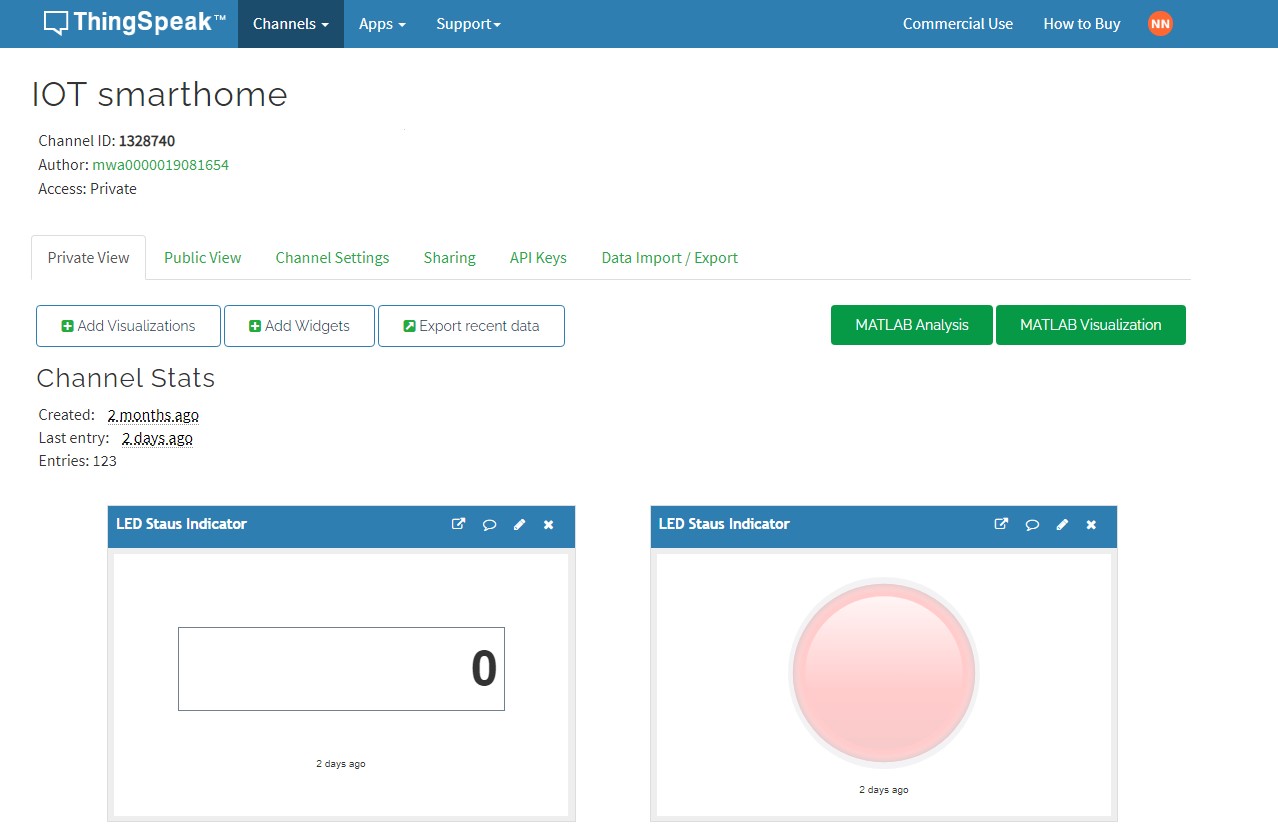 ThingSpeak™ Channels Apps Support Commercial Use How to Buy NN
IOT smarthome
Channel ID: 1328740
Author: mwa0000019081654
Access: Private
Private View Public View Channel Settings Sharing API Keys Data Import / Export
Add Visualizations Add Widgets Export recent data MATLAB Analysis MATLAB Visualization
Channel Stats
Created: 2 months ago
Last entry: 2 days ago
Entries: 123
LED Staus Indicator
0
2 days ago
LED Staus Indicator
2 days ago